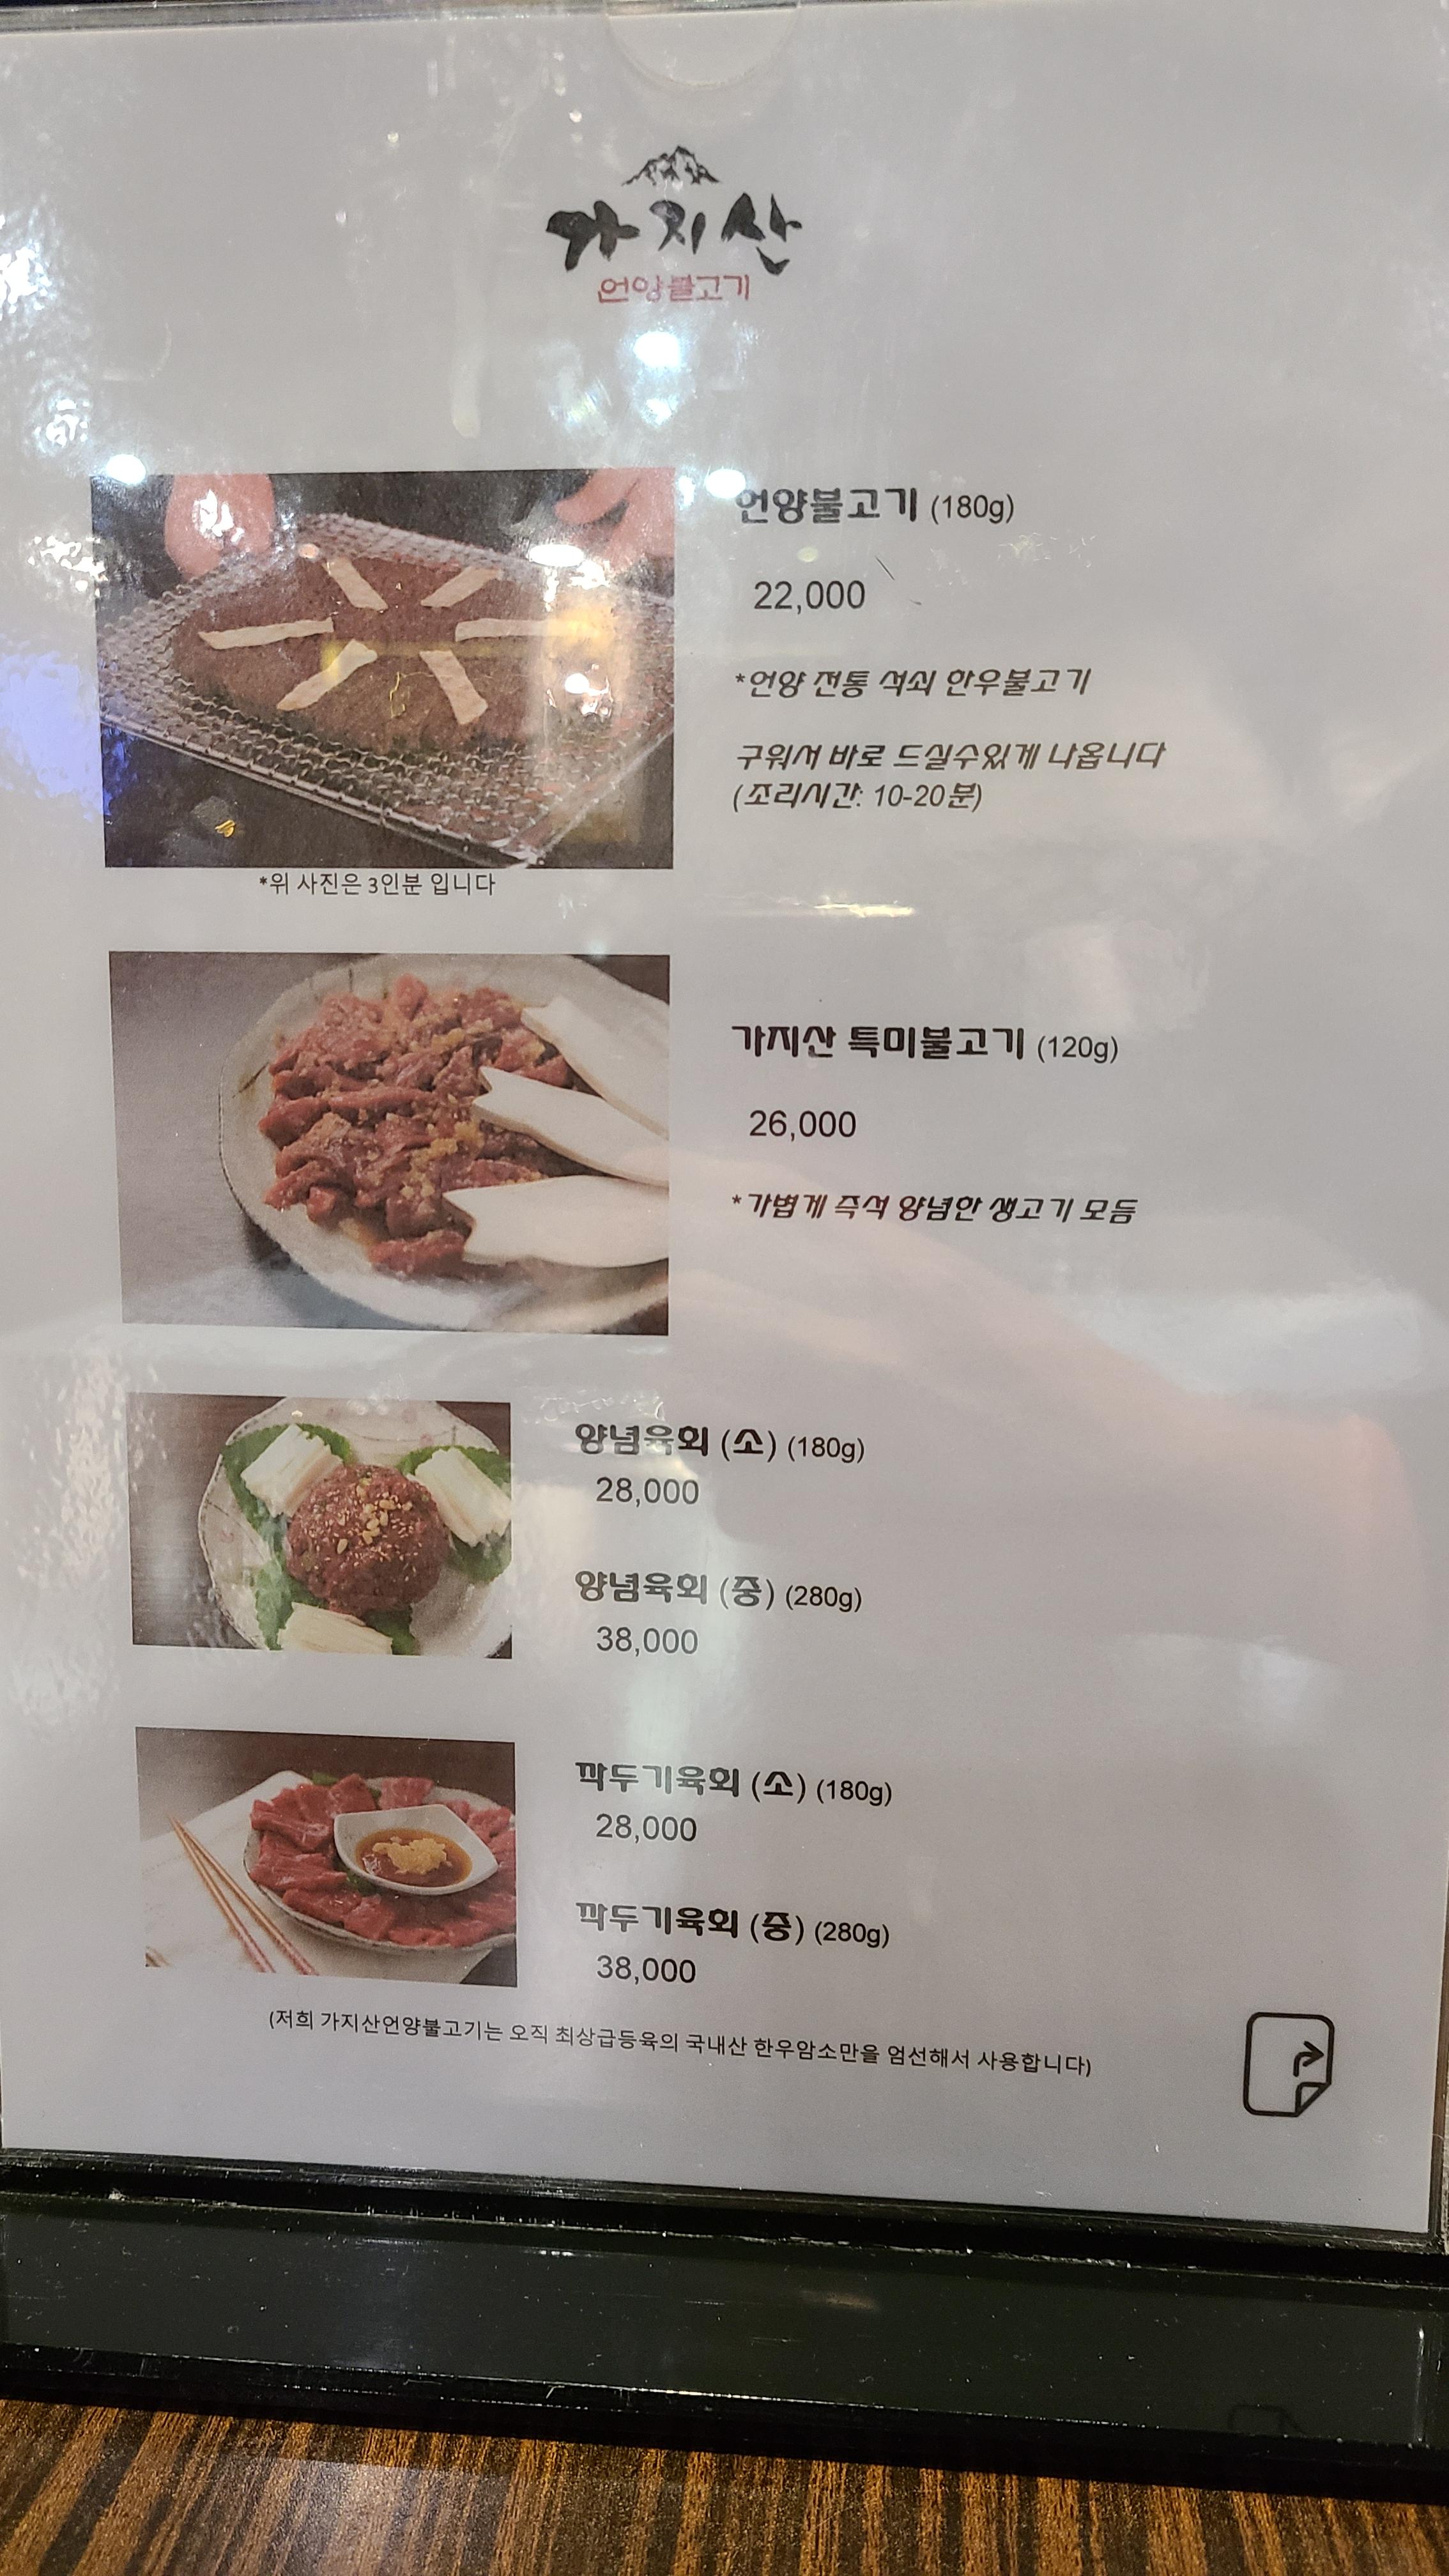 가지산
언양불고기
언양불고기 (180g)
22,000
*언양 전통 석쇠 한우불고기
구워서 바로 드실수있게 나옵니다
(조리시간: 10-20분)
*위 사진은 3인분 입니다
가지산 특미불고기 (120g)
26,000
*가볍게 즉석 양념한 생고기 모듬
양념육회 (소) (180g)
28,000
양념육회 (중) (280g)
38,000
깍두기육회 (소) (180g)
28,000
깍두기육회 (중) (280g)
38,000
(저희 가지산언양불고기는 오직 최상급등육의 국내산 한우암소만을 엄선해서 사용합니다)